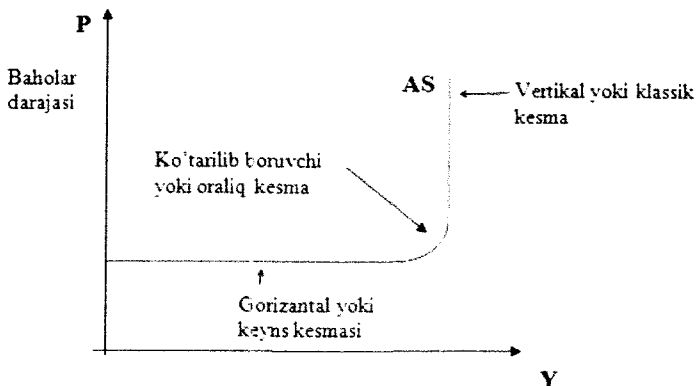 P
Baholar
darajasi
AS
Vertikal yoki klassik
kesma
Ko'tarilib boruvchi
yoki oraliq kesma
Gorizantal yoki
keyns kesmasi
Y